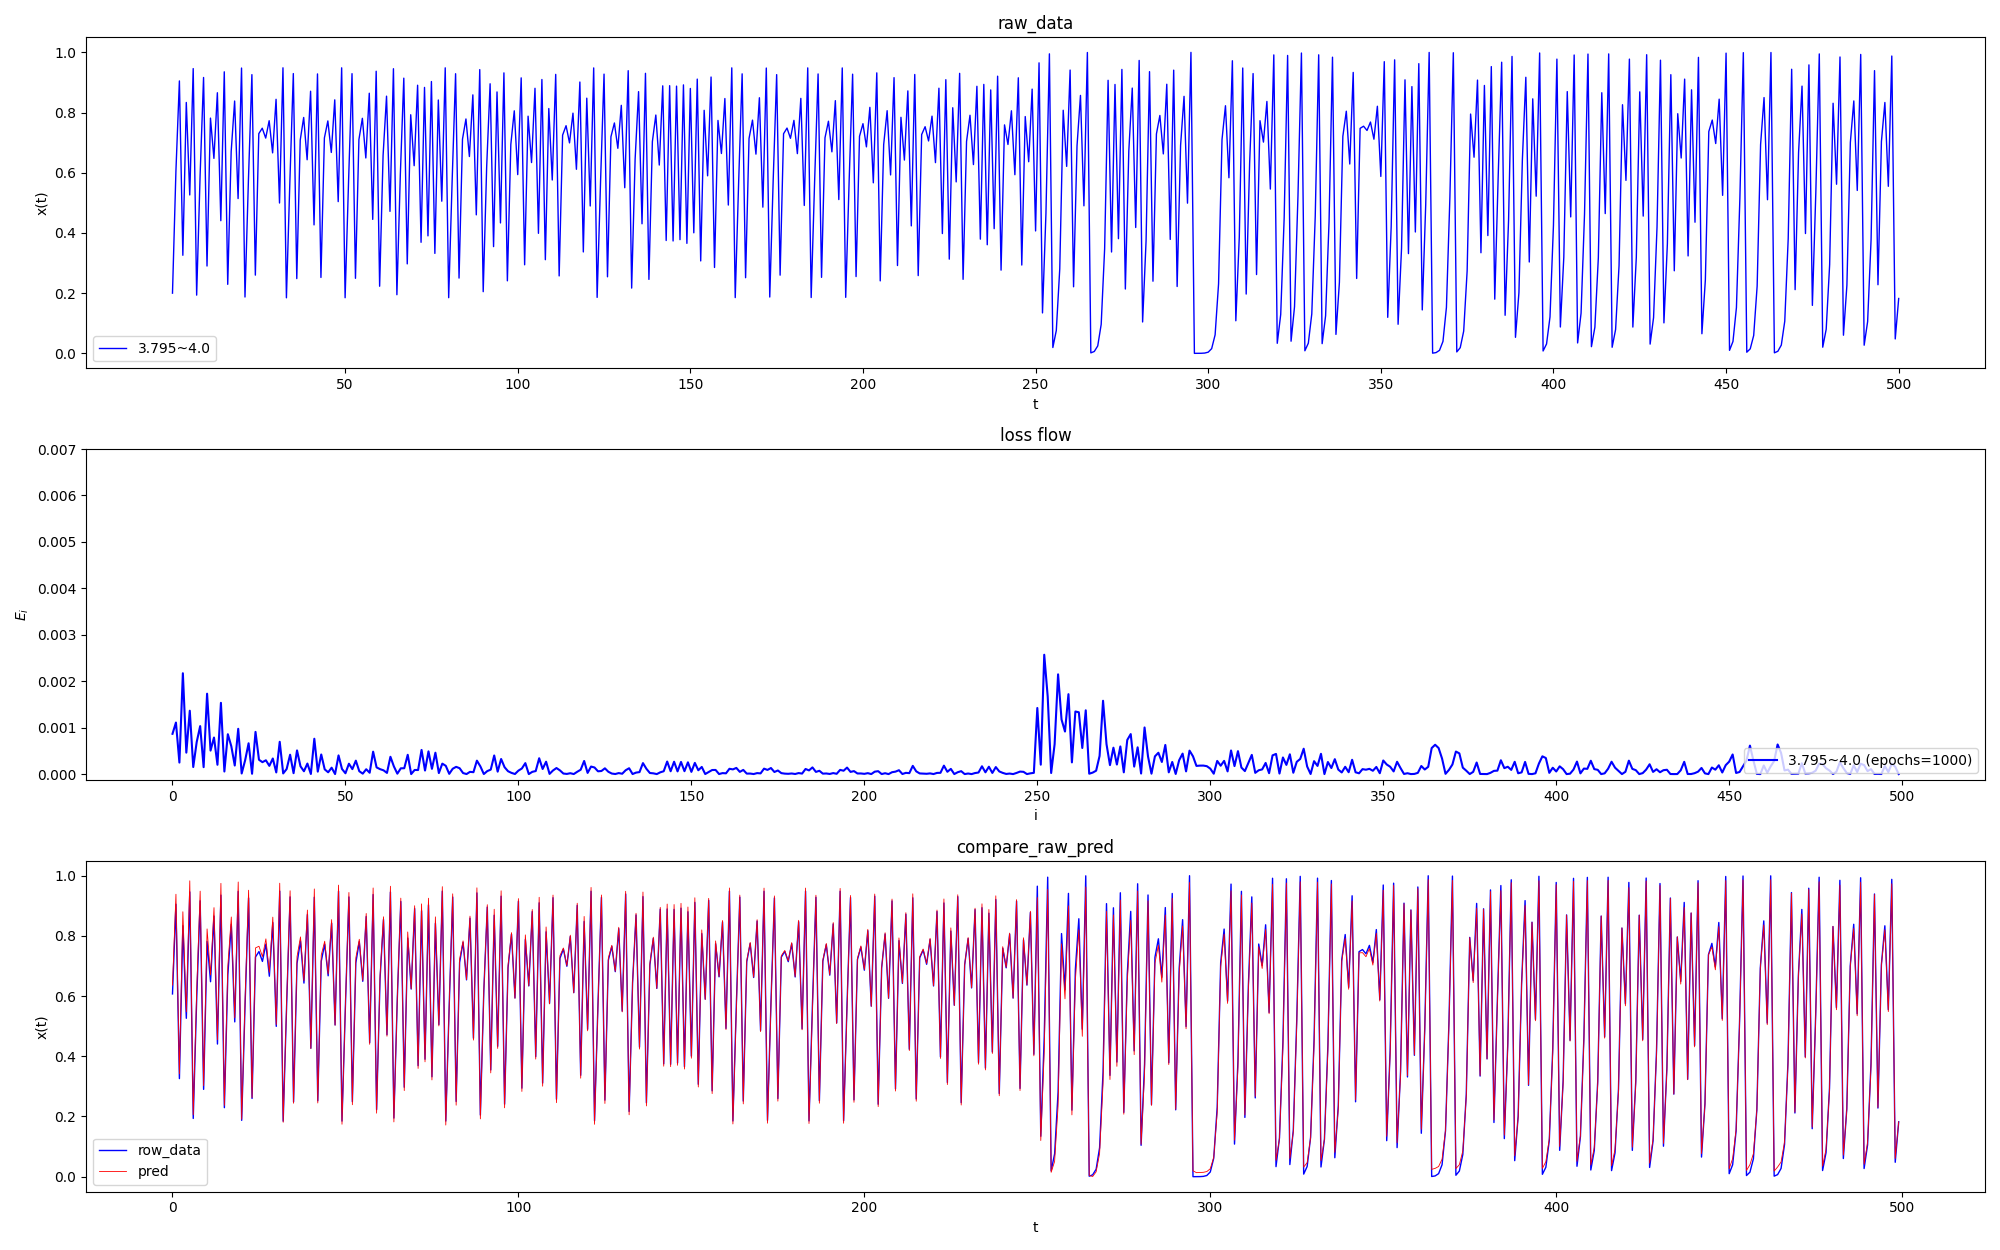 raw_data
1.0
0.8
0.6
0.4
0.2
0.0
x(t)
3.795~4.0
50 100 150 200 250 300 350 400 450 500
t
loss flow
0.007
0.006
0.005
0.004
0.003
0.002
0.001
0.000
E_i
3.795~4.0 (epochs=1000)
0 50 100 150 200 250 300 350 400 450 500
i
compare_raw_pred
1.0
0.8
0.6
0.4
0.2
0.0
x(t)
row_data
pred
0 100 200 300 400 500
t